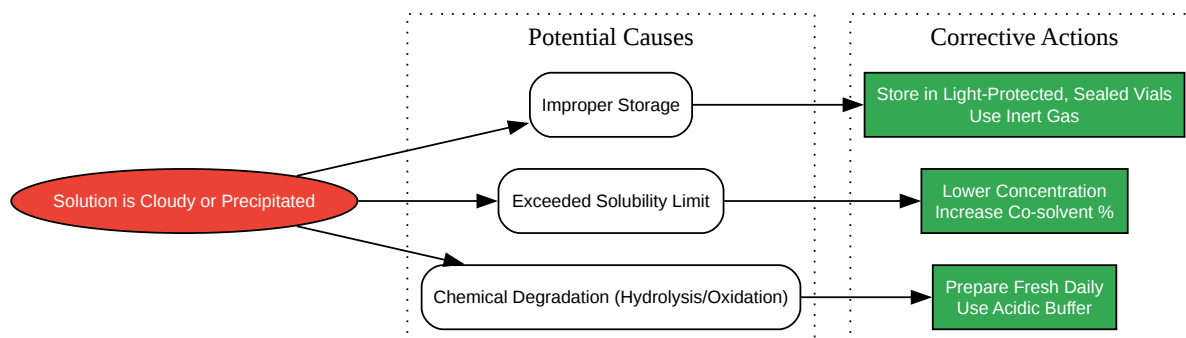 Potential Causes
Corrective Actions
Improper Storage
Store in Light-Protected, Sealed Vials
Use Inert Gas
Solution is Cloudy or Precipitated
Exceeded Solubility Limit
Lower Concentration
Increase Co-solvent %
Chemical Degradation (Hydrolysis/Oxidation)
Prepare Fresh Daily
Use Acidic Buffer